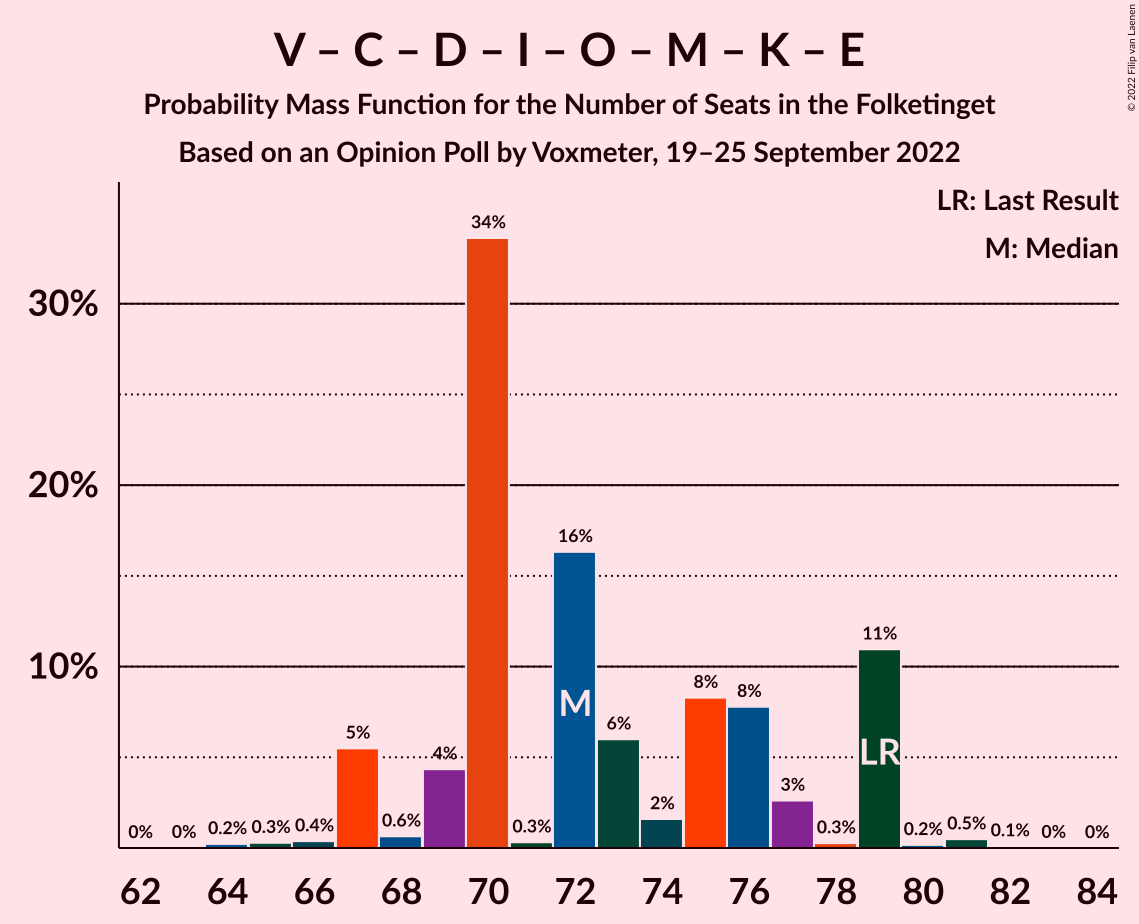 V – C – D – I – O – M – K – E
Probability Mass Function for the Number of Seats in the Folketinget
Based on an Opinion Poll by Voxmeter, 19–25 September 2022
© 2022 Filip van Laenen
LR: Last Result
M: Median
30%
20%
10%
0%
0%
0.2%
0.3%
0.4%
5%
0.6%
4%
34%
0.3%
16%
6%
2%
8%
8%
3%
0.3%
11%
0.2%
0.5%
0.1%
0%
0%
M
LR
62 64 66 68 70 72 74 76 78 80 82 84